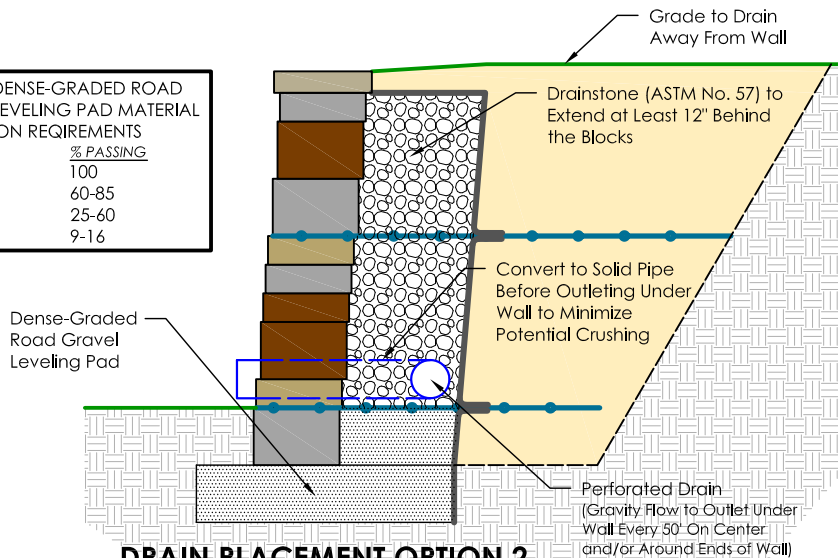 Grade to Drain
Away From Wall
DENSE-GRADED ROAD
LEVELING PAD MATERIAL
ON REQIREMENTS
% PASSING
100
60-85
25-60
9-16
Drainstone (ASTM No. 57) to
Extend at Least 12" Behind
the Blocks
Convert to Solid Pipe
Before Outleting Under
Wall to Minimize
Potential Crushing
Dense-Graded
Road Gravel
Leveling Pad
Perforated Drain
(Gravity Flow to Outlet Under
Wall Every 50' On Center
and/or Around Ends of Wall)
DRAIN PLACEMENT OPTION 2